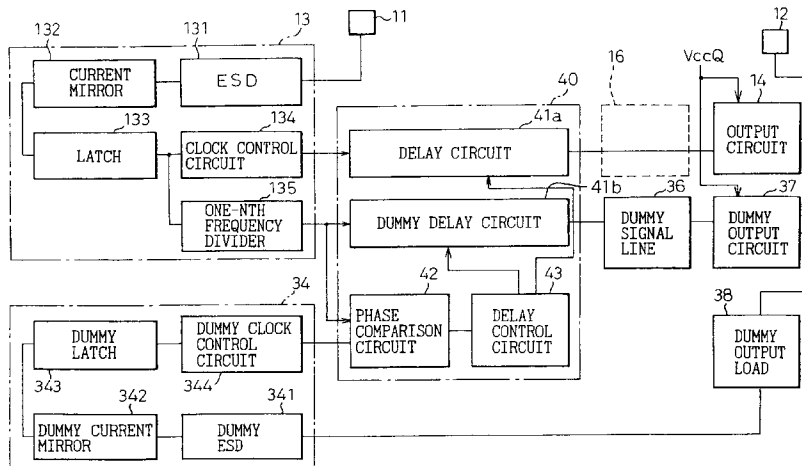 132
131
13
11
12
CURRENT
MIRROR
ESD
VccQ
16
40
14
133
134
41a
LATCH
CLOCK CONTROL
CIRCUIT
DELAY CIRCUIT
OUTPUT
CIRCUIT
135
41b
36
37
ONE-NTH
FREQUENCY
DIVIDER
DUMMY DELAY CIRCUIT
DUMMY
SIGNAL
LINE
DUMMY
OUTPUT
CIRCUIT
34
42
43
38
DUMMY
LATCH
DUMMY CLOCK
CONTROL
CIRCUIT
PHASE
COMPARISON
CIRCUIT
DELAY
CONTROL
CIRCUIT
DUMMY
OUTPUT
LOAD
343
344
342
341
DUMMY CURRENT
MIRROR
DUMMY
ESD